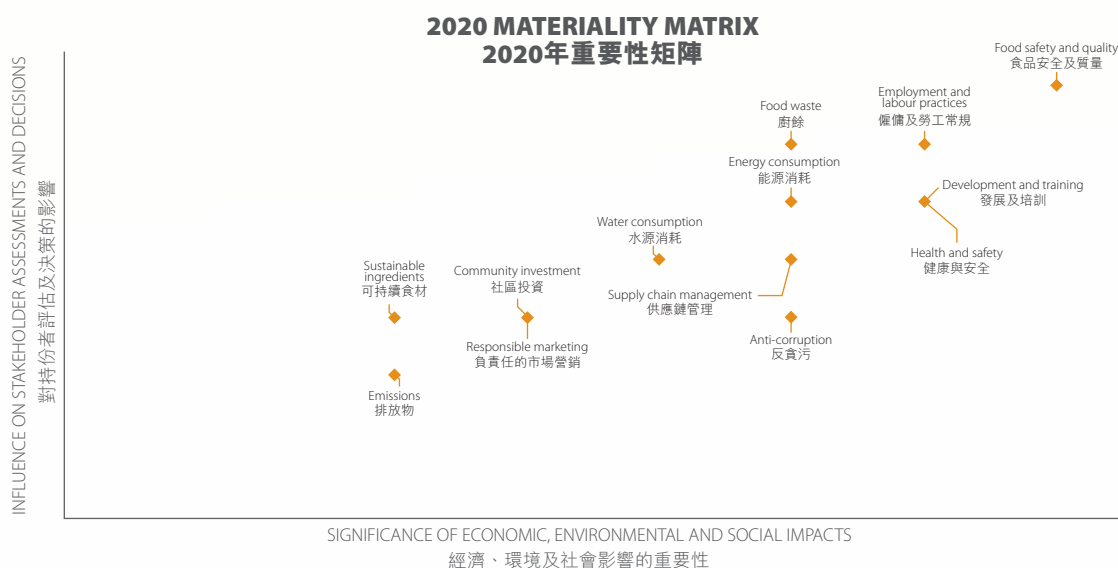 2020 MATERIALITY MATRIX
2020年重要性矩陣
INFLUENCE ON STAKEHOLDER ASSESSMENTS AND DECISIONS
對持份者評估及決策的影響
Food safety and quality
食品安全及質量
Employment and
labour practices
僱傭及勞工常規
Food waste
廚餘
Energy consumption
能源消耗
Development and training
發展及培訓
Water consumption
水源消耗
Health and safety
健康與安全
Sustainable
ingredients
可持續食材
Community investment
社區投資
Supply chain management
供應鏈管理
Responsible marketing
負責任的市場營銷
Anti-corruption
反貪污
Emissions
排放物
SIGNIFICANCE OF ECONOMIC, ENVIRONMENTAL AND SOCIAL IMPACTS
經濟、環境及社會影響的重要性